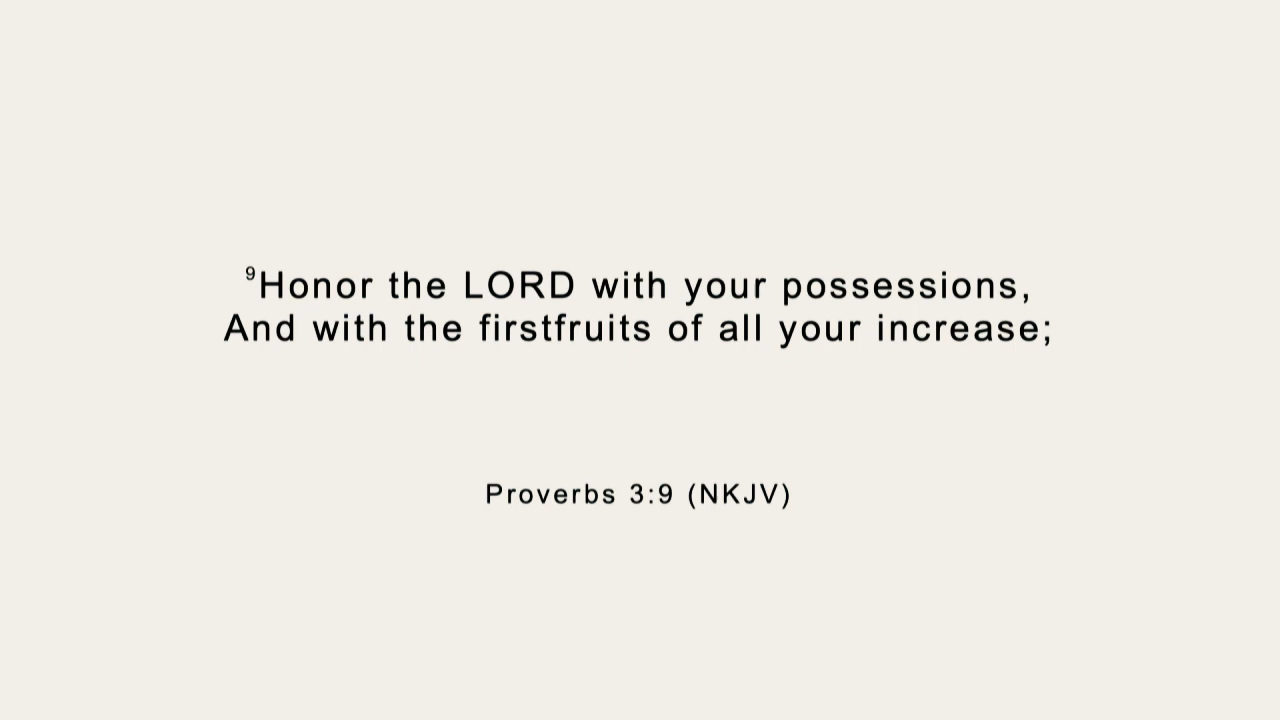 ⁹Honor the LORD with your possessions,
And with the firstfruits of all your increase;
Proverbs 3:9 (NKJV)